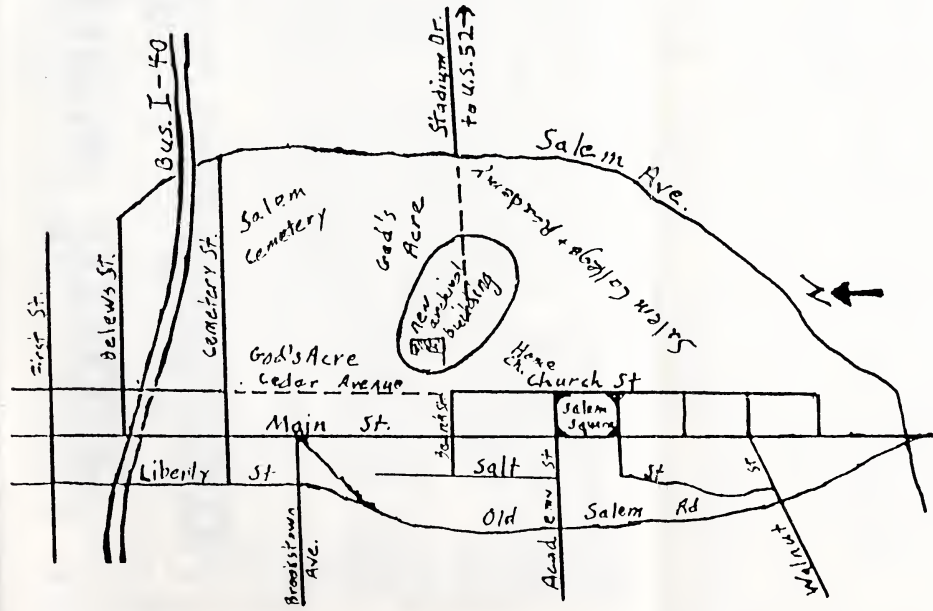 Bus. I-40
Stadium Dr.
to U.S. 52
Salem Ave.
Salem
Cemetery
God's
Acre
Salem College + Academy
new
archival
building
N
First St.
Belews St.
Cemetery St.
God's Acre
Cedar Avenue
Home
Ch.
Church St
Salem
Square
Main St.
Liberty St
Salt St
Old Salem Rd
Brookstown
Ave.
Academy St
Walnut St